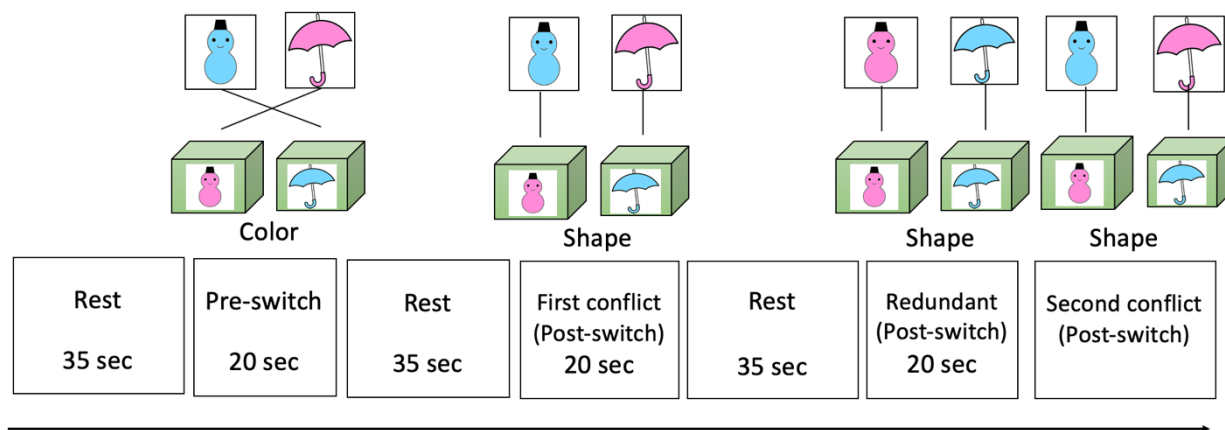 Color
Shape
Shape
Shape
Rest
35 sec
Pre-switch
20 sec
Rest
35 sec
First conflict
(Post-switch)
20 sec
Rest
35 sec
Redundant
(Post-switch)
20 sec
Second conflict
(Post-switch)